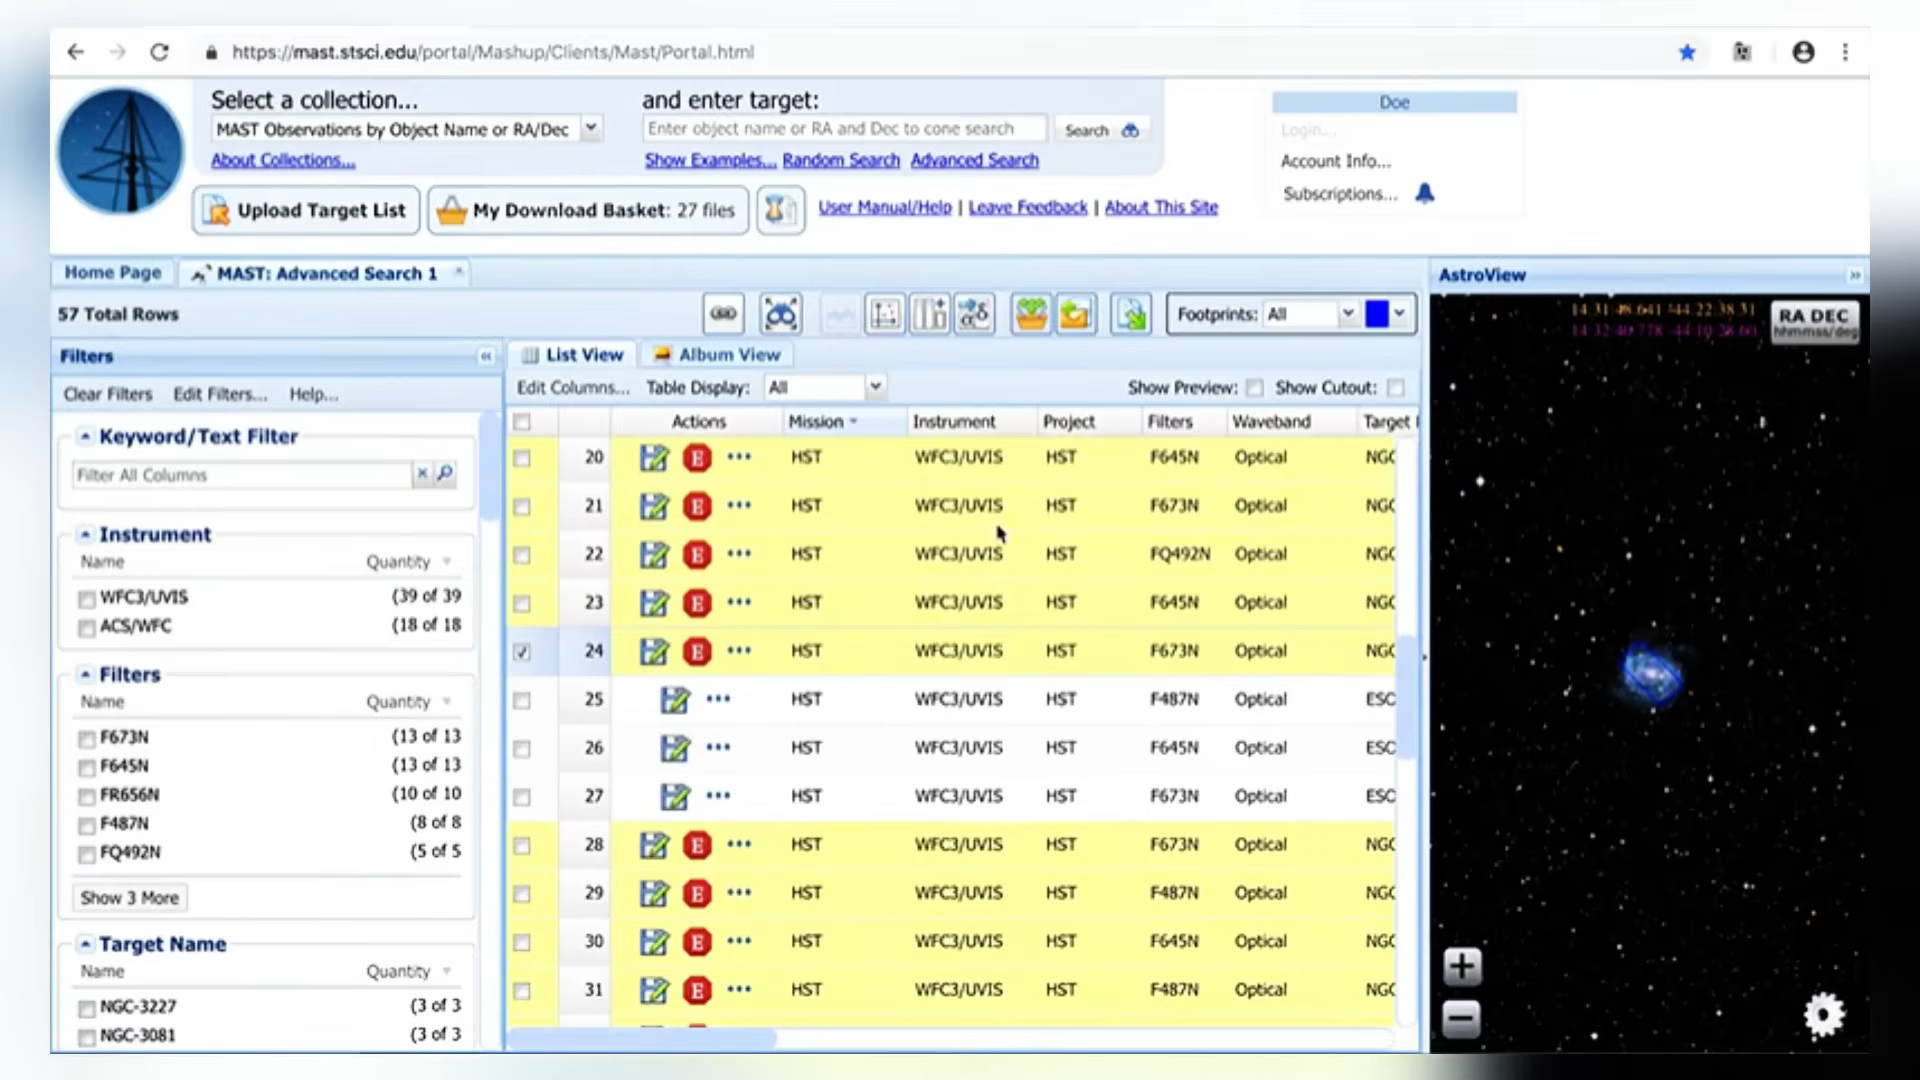 https://mast.stsci.edu/portal/Mashup/Clients/Mast/Portal.html
Select a collection... and enter target: Doe
MAST Observations by Object Name or RA/Dec Enter object name or RA and Dec to cone search Search Login...
About Collections... Show Examples... Random Search Advanced Search Account Info...
Subscriptions...
Upload Target List My Download Basket: 27 files User Manual/Help | Leave Feedback | About This Site
Home Page MAST: Advanced Search 1 AstroView
57 Total Rows Footprints: All RA DEC
hhmmss/deg
Filters List View Album View
Clear Filters Edit Filters... Help... Edit Columns... Table Display: All Show Preview: Show Cutout:
Actions Mission Instrument Project Filters Waveband Target
Keyword/Text Filter
Filter All Columns
Instrument
Name Quantity
WFC3/UVIS (39 of 39
ACS/WFC (18 of 18
Filters
Name Quantity
F673N (13 of 13
F645N (13 of 13
FR656N (10 of 10
F487N (8 of 8
FQ492N (5 of 5
Show 3 More
Target Name
Name Quantity
NGC-3227 (3 of 3
NGC-3081 (3 of 3
20 E HST WFC3/UVIS HST F645N Optical NGC
21 E HST WFC3/UVIS HST F673N Optical NGC
22 E HST WFC3/UVIS HST FQ492N Optical NGC
23 E HST WFC3/UVIS HST F645N Optical NGC
24 E HST WFC3/UVIS HST F673N Optical NGC
25 HST WFC3/UVIS HST F487N Optical ESO
26 HST WFC3/UVIS HST F645N Optical ESO
27 HST WFC3/UVIS HST F673N Optical ESO
28 E HST WFC3/UVIS HST F673N Optical NGC
29 E HST WFC3/UVIS HST F487N Optical NGC
30 E HST WFC3/UVIS HST F645N Optical NGC
31 E HST WFC3/UVIS HST F487N Optical NGC